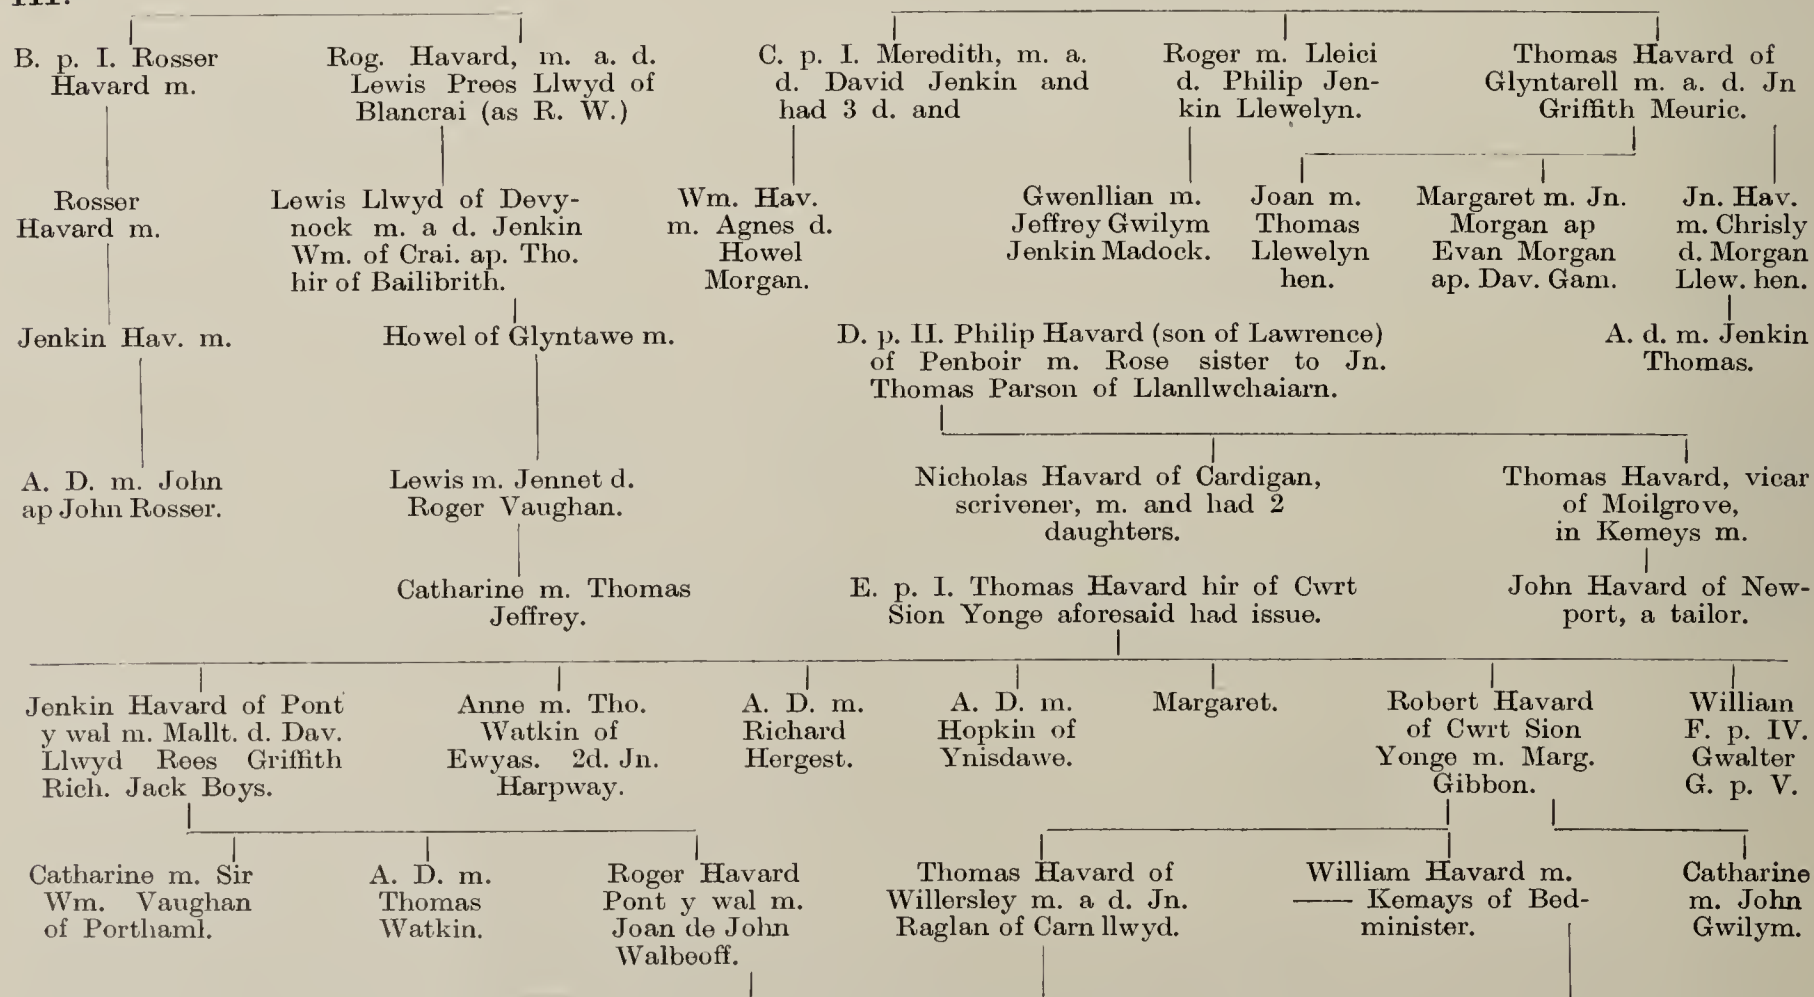 III.
B. p. I. Rosser
Havard m.
Rog. Havard, m. a. d.
Lewis Prees Llwyd of
Blancrai (as R. W.)
C. p. I. Meredith, m. a.
d. David Jenkin and
had 3 d. and
Roger m. Lleici
d. Philip Jen-
kin Llewelyn.
Thomas Havard of
Glyntarell m. a. d. Jn
Griffith Meuric.
Rosser
Havard m.
Lewis Llwyd of Devy-
nock m. a d. Jenkin
Wm. of Crai. ap. Tho.
hir of Bailibrith.
Wm. Hav.
m. Agnes d.
Howel
Morgan.
Gwenllian m.
Jeffrey Gwilym
Jenkin Madock.
Joan m.
Thomas
Llewelyn
hen.
Margaret m. Jn.
Morgan ap
Evan Morgan
ap. Dav. Gam.
Jn. Hav.
m. Chrisly
d. Morgan
Llew. hen.
Jenkin Hav. m.
Howel of Glyntawe m.
D. p. II. Philip Havard (son of Lawrence)
of Penboir m. Rose sister to Jn.
Thomas Parson of Llanllwchaiarn.
A. d. m. Jenkin
Thomas.
A. D. m. John
ap John Rosser.
Lewis m. Jennet d.
Roger Vaughan.
Nicholas Havard of Cardigan,
scrivener, m. and had 2
daughters.
Thomas Havard, vicar
of Moilgrove,
in Kemeys m.
Catharine m. Thomas
Jeffrey.
E. p. I. Thomas Havard hir of Cwrt
Sion Yonge aforesaid had issue.
John Havard of New-
port, a tailor.
Jenkin Havard of Pont
y wal m. Mallt. d. Dav.
Llwyd Rees Griffith
Rich. Jack Boys.
Anne m. Tho.
Watkin of
Ewyas. 2d. Jn.
Harpway.
A. D. m.
Richard
Hergest.
A. D. m.
Hopkin of
Ynisdawe.
Margaret.
Robert Havard
of Cwrt Sion
Yonge m. Marg.
Gibbon.
William
F. p. IV.
Gwalter
G. p. V.
Catharine m. Sir
Wm. Vaughan
of Porthaml.
A. D. m.
Thomas
Watkin.
Roger Havard
Pont y wal m.
Joan de John
Walbeoff.
Thomas Havard of
Willersley m. a d. Jn.
Raglan of Carn llwyd.
William Havard m.
—— Kemays of Bed-
minister.
Catharine
m. John
Gwilym.